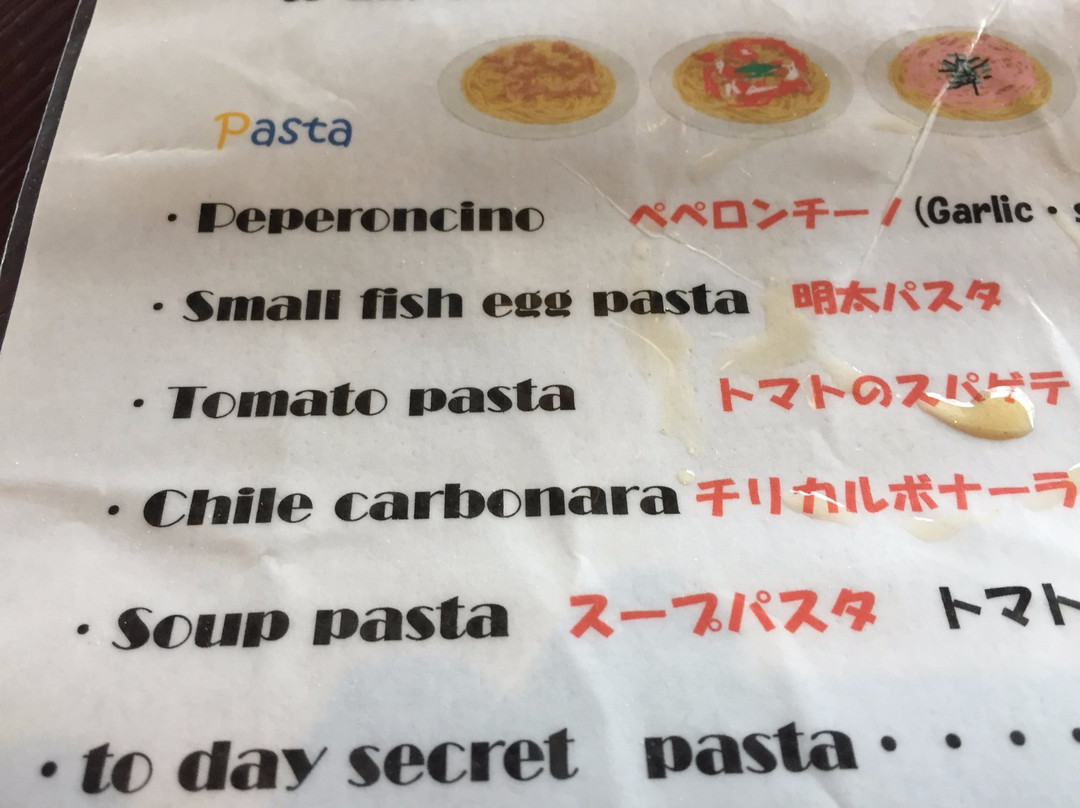 Pasta
・Peperoncino ペペロンチーノ (Garlic・s
・Small fish egg pasta 明太パスタ
・Tomato pasta トマトのスパゲテ
・Chile carbonara チリカルボナーラ
・Soup pasta スープパスタ トマト
・to day secret pasta・・・・